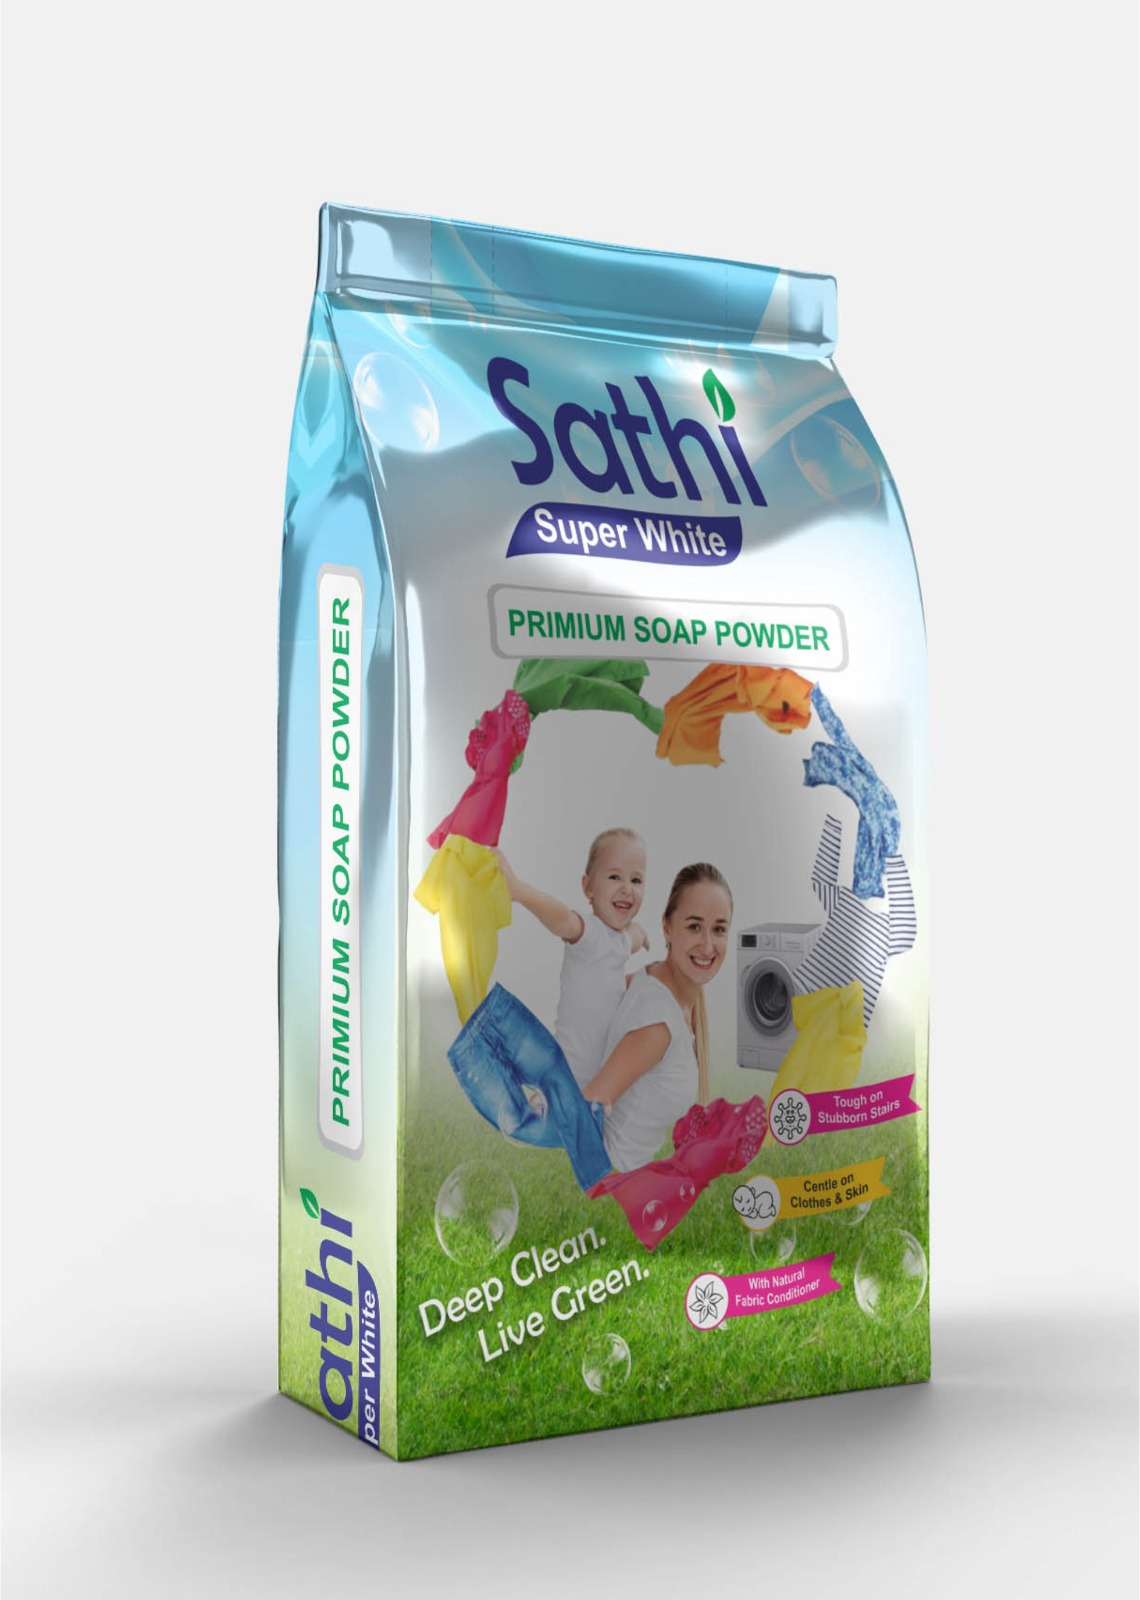 Sathi
Super White
PRIMIUM SOAP POWDER
Tough on
Stubborn Stairs
Centle on
Clothes & Skin
With Natural
Fabric Conditioner
Deep Clean.
Live Green.
PRIMIUM SOAP POWDER
athi
per White